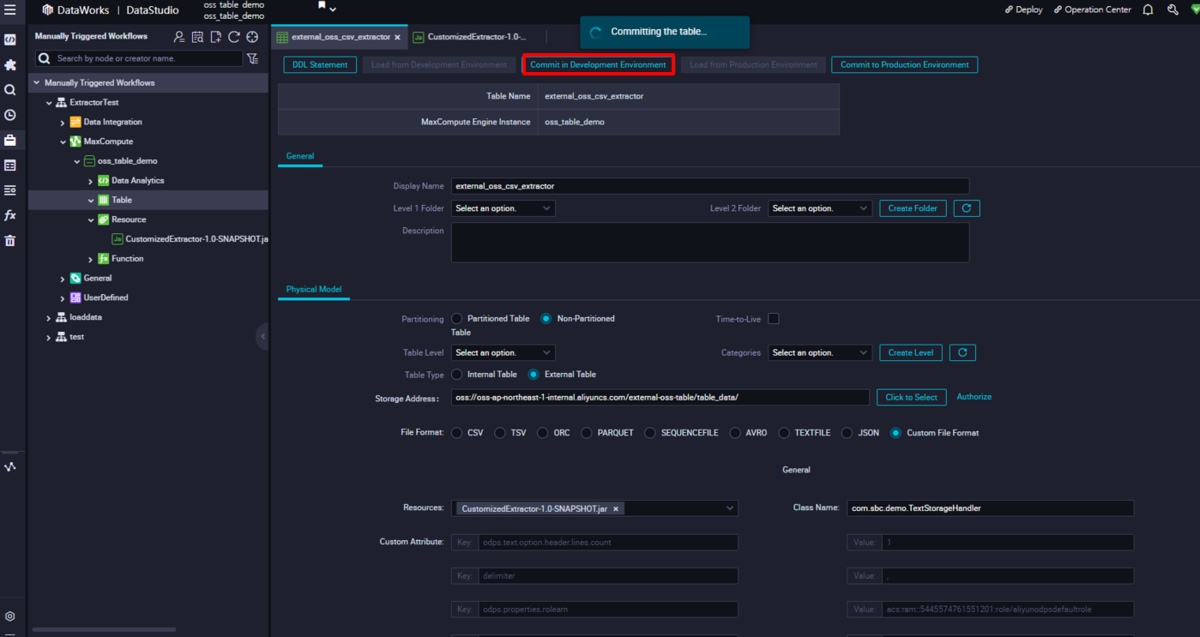 DataWorks | DataStudio
oss table demo
oss_table_demo
Deploy
Operation Center
Manually Triggered Workflows
external_oss_csv_extractor ×
Ja CustomizedExtractor-1.0-...
Committing the table...
Search by node or creator name.
DDL Statement
Load from Development Environment
Commit in Development Environment
Load from Production Environment
Commit to Production Environment
Manually Triggered Workflows
ExtractorTest
Data Integration
MaxCompute
oss_table_demo
Data Analytics
Table
Resource
Ja CustomizedExtractor-1.0-SNAPSHOT.ja
Function
General
UserDefined
loaddata
test
Table Name external_oss_csv_extractor
MaxCompute Engine Instance oss_table_demo
General
Display Name external_oss_csv_extractor
Level 1 Folder Select an option. Level 2 Folder Select an option. Create Folder
Description
Physical Model
Partitioning Partitioned Table Non-Partitioned Time-to-Live
Table
Table Level Select an option. Categories Select an option. Create Level
Table Type Internal Table External Table
Storage Address : oss://oss-ap-northeast-1-internal.aliyuncs.com/external-oss-table/table_data/ Click to Select Authorize
File Format: CSV TSV ORC PARQUET SEQUENCEFILE AVRO TEXTFILE JSON Custom File Format
General
Resources: CustomizedExtractor-1.0-SNAPSHOT.jar × Class Name: com.sbc.demo.TextStorageHandler
Custom Attribute: Key: odps.text.option.header.lines.count Value: 1
Key: delimiter Value: ,
Key: odps.properties.rolearn Value: acs:ram::5445574761551201:role/aliyunodpsdefaultrole